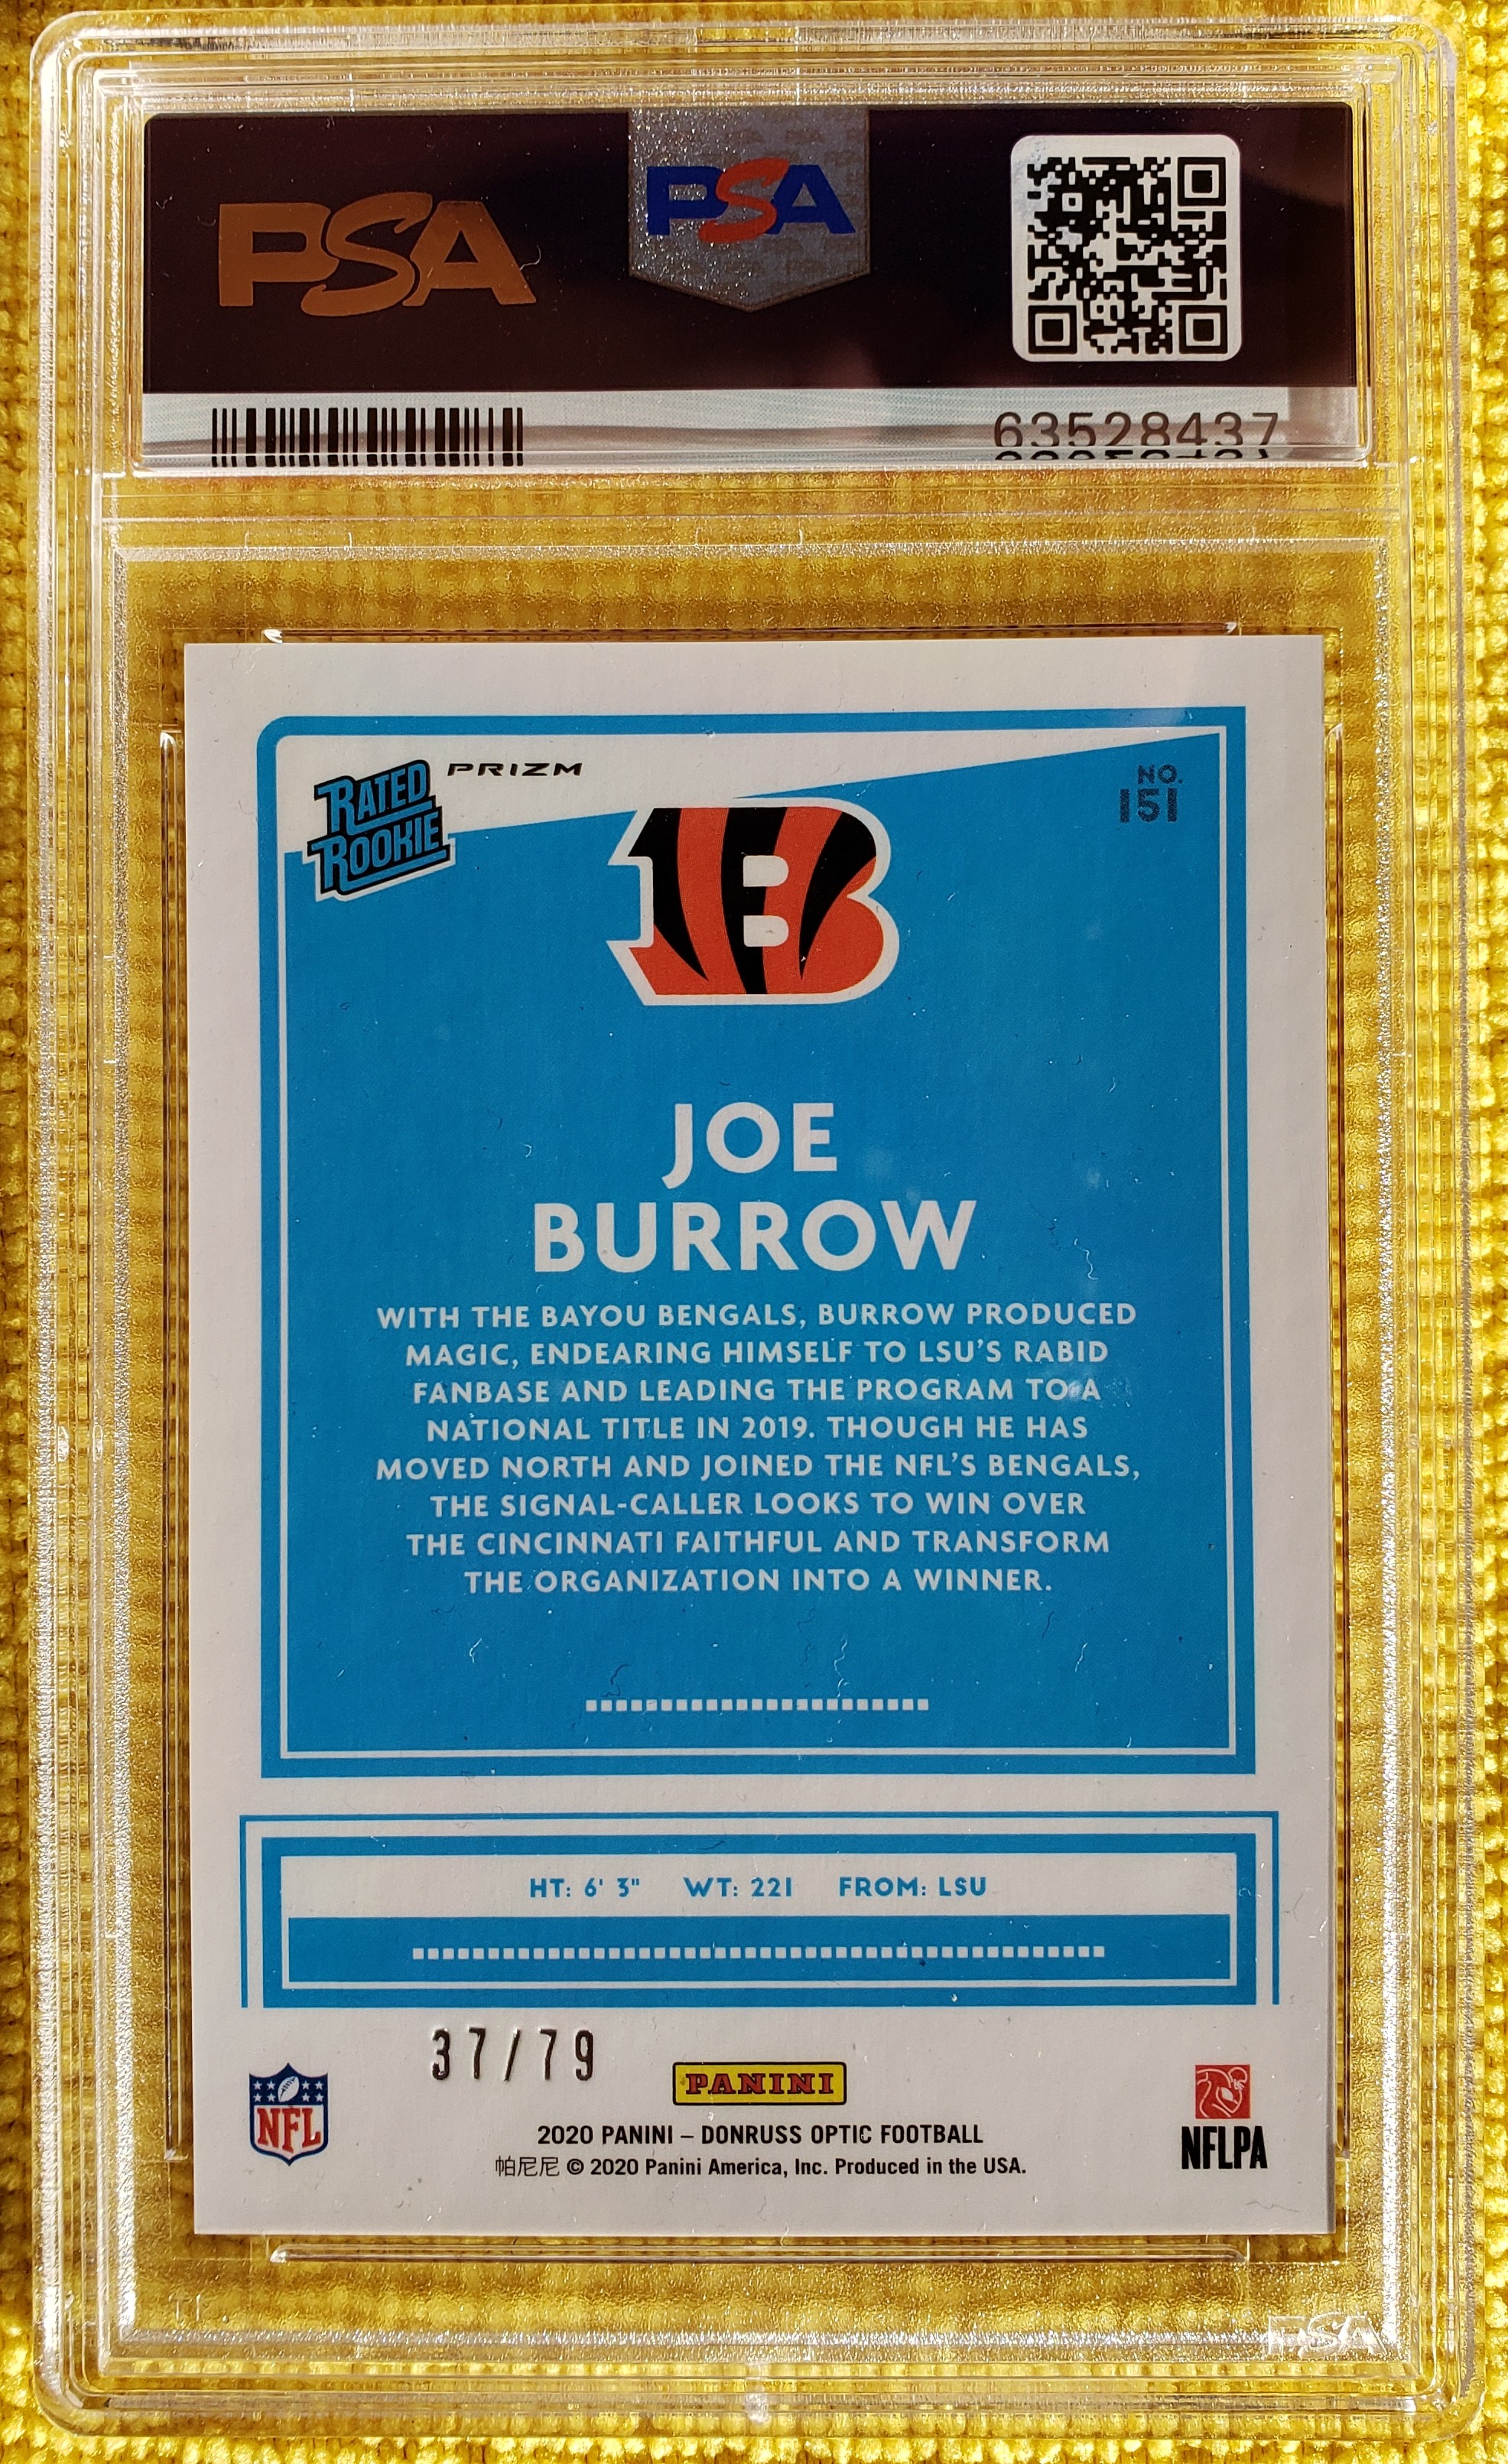 PSA
PSA
63528437
RATED
ROOKIE
PRIZM
NO.
151
JOE
BURROW
WITH THE BAYOU BENGALS, BURROW PRODUCED
MAGIC, ENDEARING HIMSELF TO LSU'S RABID
FANBASE AND LEADING THE PROGRAM TO A
NATIONAL TITLE IN 2019. THOUGH HE HAS
MOVED NORTH AND JOINED THE NFL'S BENGALS,
THE SIGNAL-CALLER LOOKS TO WIN OVER
THE CINCINNATI FAITHFUL AND TRANSFORM
THE ORGANIZATION INTO A WINNER.
HT: 6' 3" WT: 221 FROM: LSU
37/79
NFL
PANINI
NFLPA
2020 PANINI – DONRUSS OPTIC FOOTBALL
帕尼尼 © 2020 Panini America, Inc. Produced in the USA.
PSA